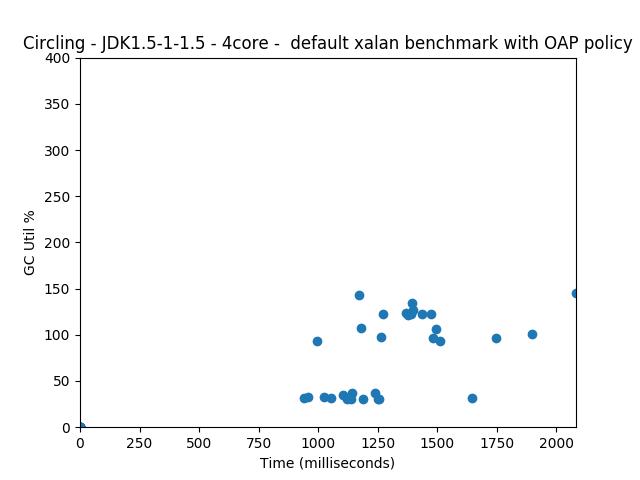 Circling - JDK1.5-1-1.5 - 4core -  default xalan benchmark with OAP policy
400
350
300
250
200
150
100
50
0
GC Util %
0 250 500 750 1000 1250 1500 1750 2000
Time (milliseconds)